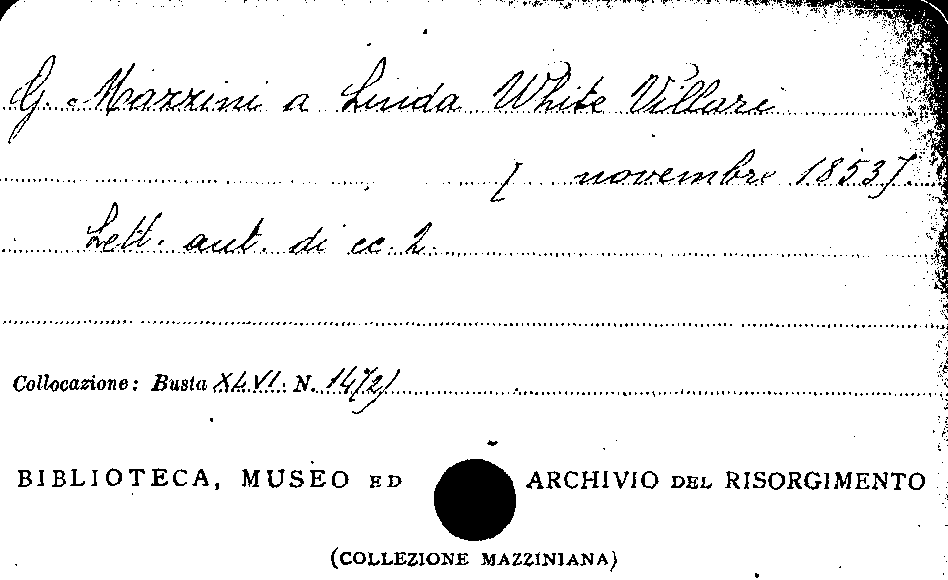 G. Mazzini a Linda White Villari
[ novembre 1853].
Lett. aut. di cc. 2.
Collocazione: Busta XLVI. N. 14(2)
BIBLIOTECA, MUSEO ED ARCHIVIO DEL RISORGIMENTO
(COLLEZIONE MAZZINIANA)